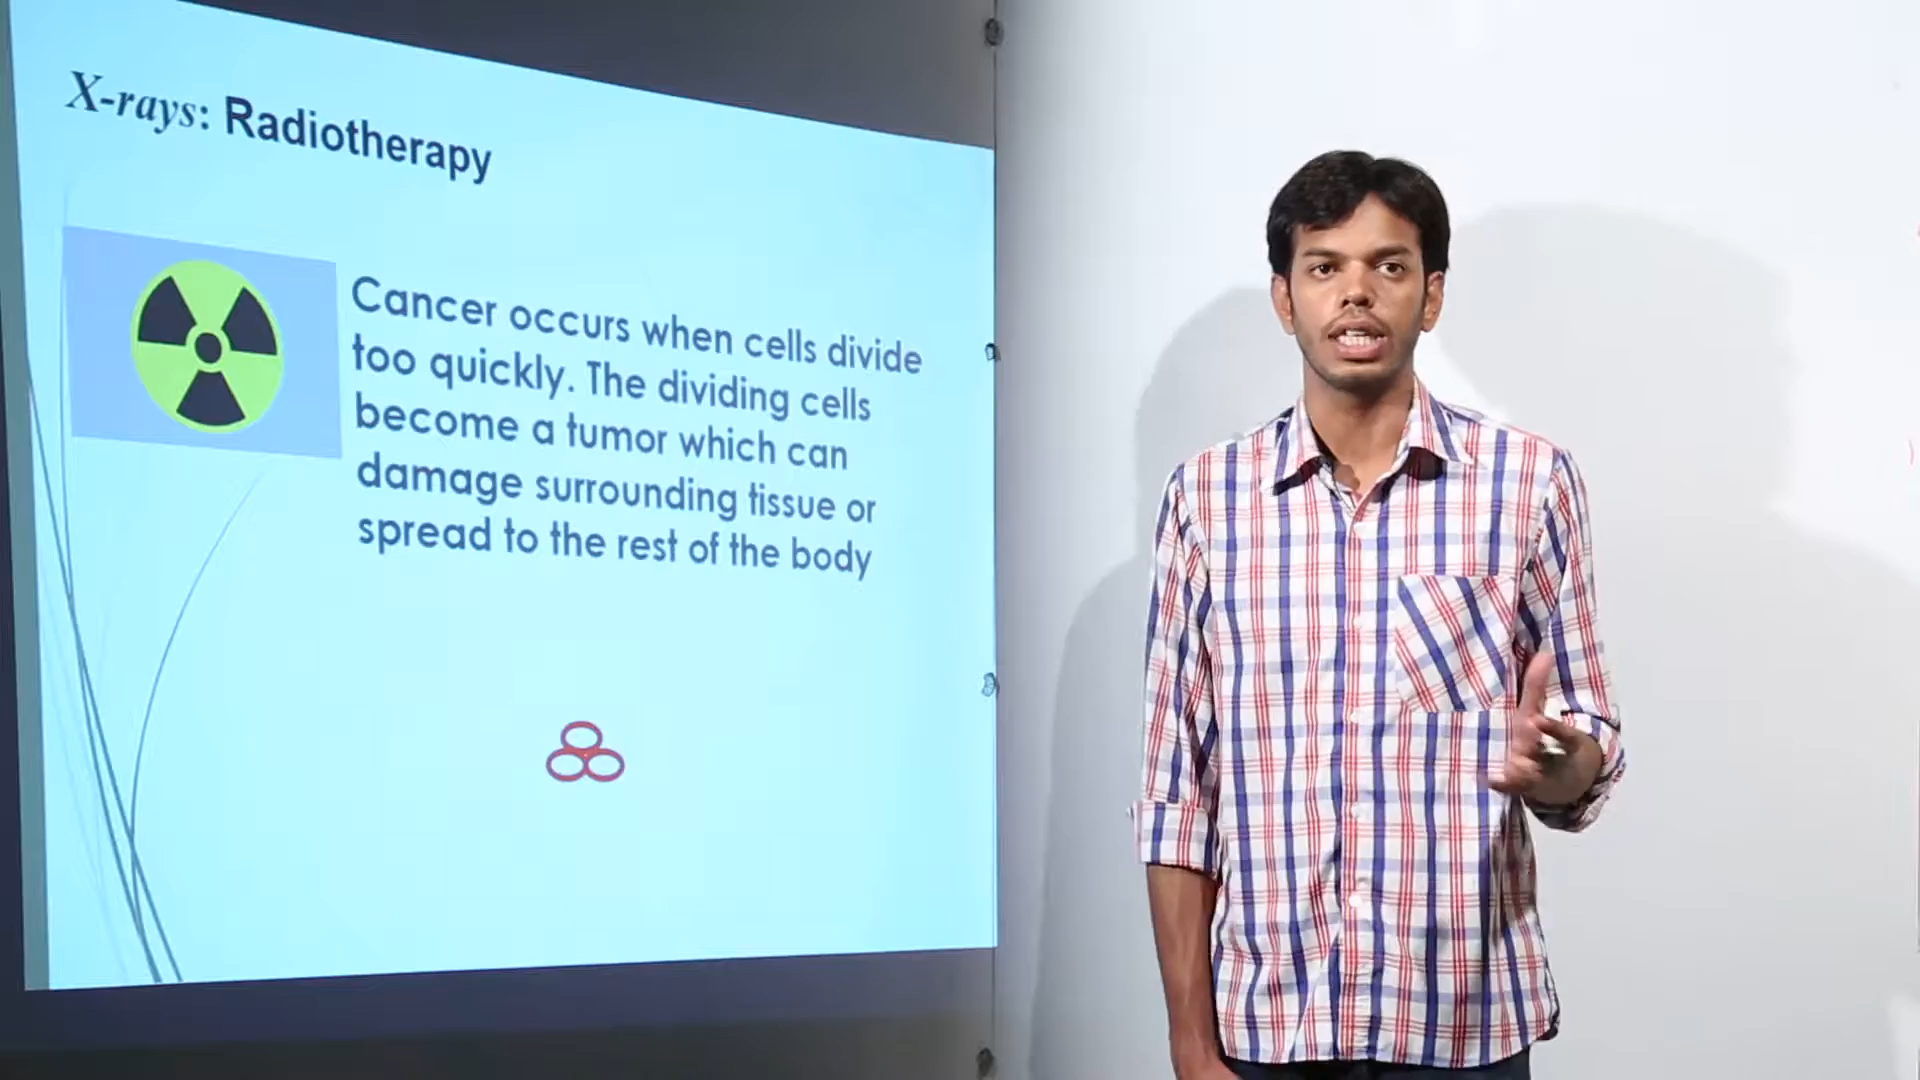 X-rays: Radiotherapy
Cancer occurs when cells divide
too quickly. The dividing cells
become a tumor which can
damage surrounding tissue or
spread to the rest of the body